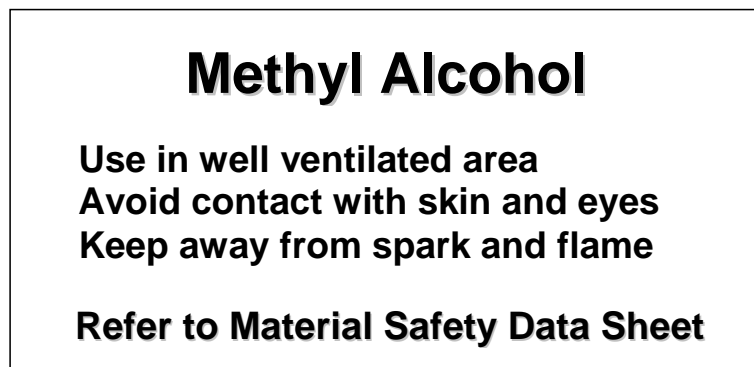 Methyl Alcohol
Use in well ventilated area
Avoid contact with skin and eyes
Keep away from spark and flame
Refer to Material Safety Data Sheet